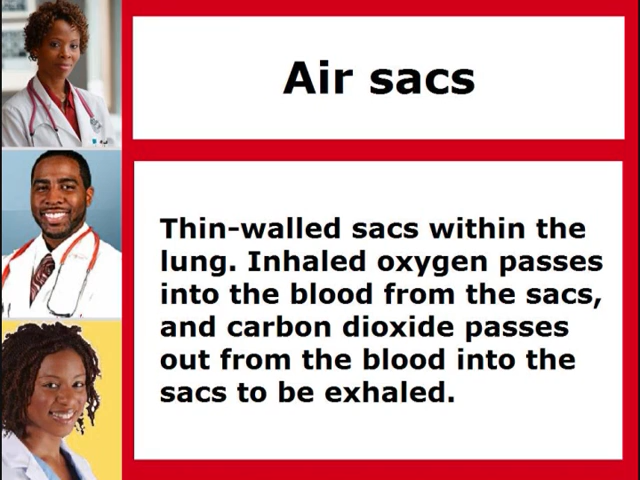 Air sacs
Thin-walled sacs within the
lung. Inhaled oxygen passes
into the blood from the sacs,
and carbon dioxide passes
out from the blood into the
sacs to be exhaled.